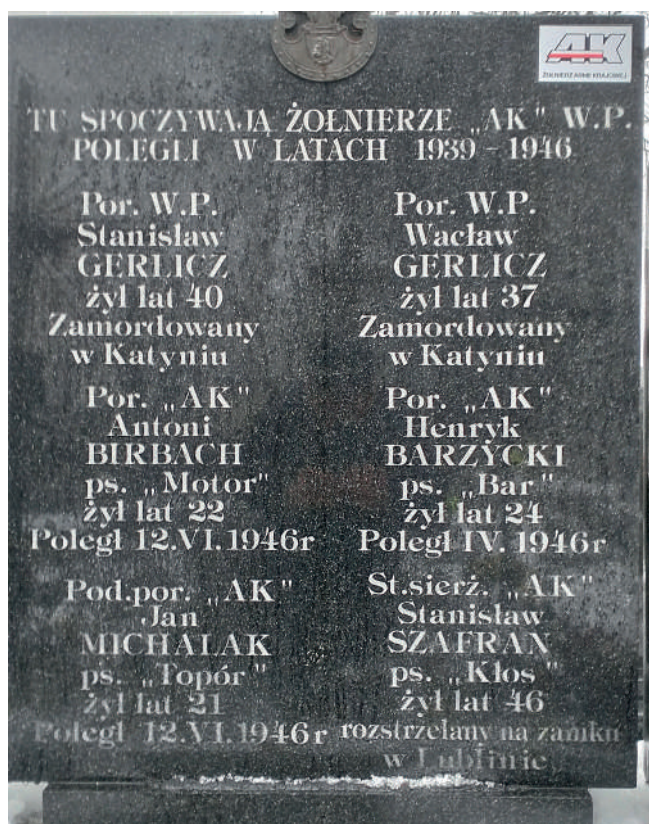 AK
ŻOŁNIERZ ARMII KRAJOWEJ
TU SPOCZYWAJĄ ŻOŁNIERZE „AK" W.P.
POLEGLI W LATACH 1939 - 1946
Por. W.P.
Stanisław
GERLICZ
żył lat 40
Zamordowany
w Katyniu
Por. W.P.
Wacław
GERLICZ
żył lat 37
Zamordowany
w Katyniu
Por. „AK"
Antoni
BIRBACH
ps. „Motor"
żył lat 22
Poległ 12.VI.1946r
Por. „AK"
Henryk
BARZYCKI
ps. „Bar"
żył lat 24
Poległ IV. 1946r
Pod.por. „AK"
Jan
MICHALAK
ps. „Topór"
żył lat 21
Poległ 12.VI.1946r
St.sierż. „AK"
Stanisław
SZAFRAN
ps. „Kłos"
żył lat 46
rozstrzelany na zamku
w Lublinie